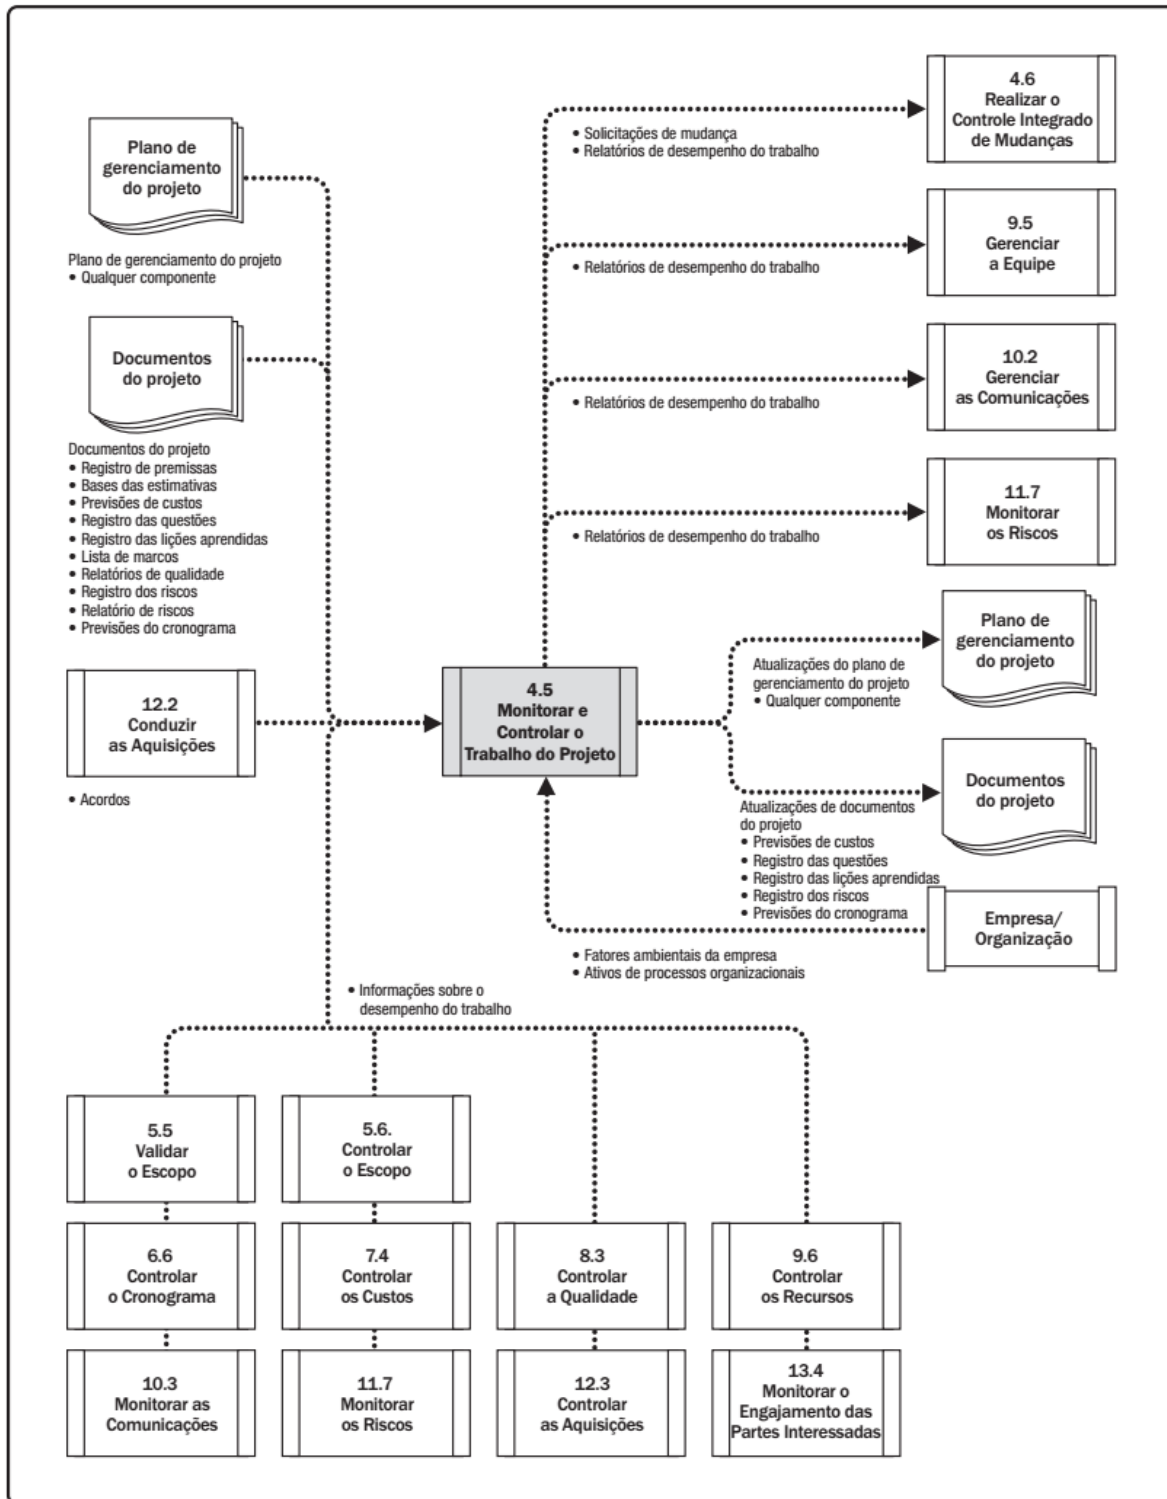 Plano de
gerenciamento
do projeto
Plano de gerenciamento do projeto
• Qualquer componente
Documentos
do projeto
Documentos do projeto
• Registro de premissas
• Bases das estimativas
• Previsões de custos
• Registro das questões
• Registro das lições aprendidas
• Lista de marcos
• Relatórios de qualidade
• Registro dos riscos
• Relatório de riscos
• Previsões do cronograma
12.2
Conduzir
as Aquisições
• Acordos
4.5
Monitorar e
Controlar o
Trabalho do Projeto
• Solicitações de mudança
• Relatórios de desempenho do trabalho
4.6
Realizar o
Controle Integrado
de Mudanças
• Relatórios de desempenho do trabalho
9.5
Gerenciar
a Equipe
• Relatórios de desempenho do trabalho
10.2
Gerenciar
as Comunicações
• Relatórios de desempenho do trabalho
11.7
Monitorar
os Riscos
Atualizações do plano de
gerenciamento do projeto
• Qualquer componente
Plano de
gerenciamento
do projeto
Atualizações de documentos
do projeto
• Previsões de custos
• Registro das questões
• Registro das lições aprendidas
• Registro dos riscos
• Previsões do cronograma
Documentos
do projeto
Empresa/
Organização
• Fatores ambientais da empresa
• Ativos de processos organizacionais
• Informações sobre o
desempenho do trabalho
5.5
Validar
o Escopo
5.6.
Controlar
o Escopo
6.6
Controlar
o Cronograma
7.4
Controlar
os Custos
8.3
Controlar
a Qualidade
9.6
Controlar
os Recursos
10.3
Monitorar as
Comunicações
11.7
Monitorar
os Riscos
12.3
Controlar
as Aquisições
13.4
Monitorar o
Engajamento das
Partes Interessadas